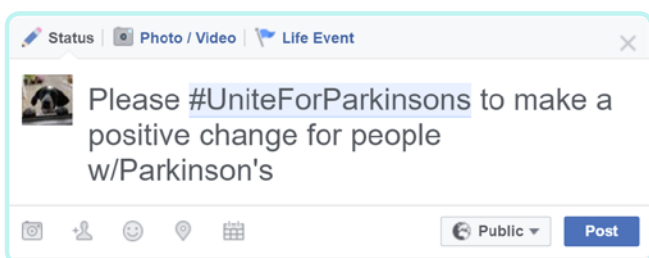 Status Photo / Video Life Event
Please #UniteForParkinsons to make a
positive change for people
w/Parkinson's
Public Post